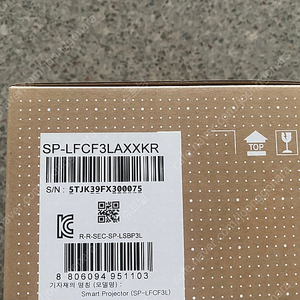 SP-LFCF3LAXXKR
S/N : 5TJK39FX300075
TOP
R-R-SEC-SP-LSBP3L
8 806094 951103
기자재의 명칭 (모델명) :
Smart Projector (SP-LFCF3L)